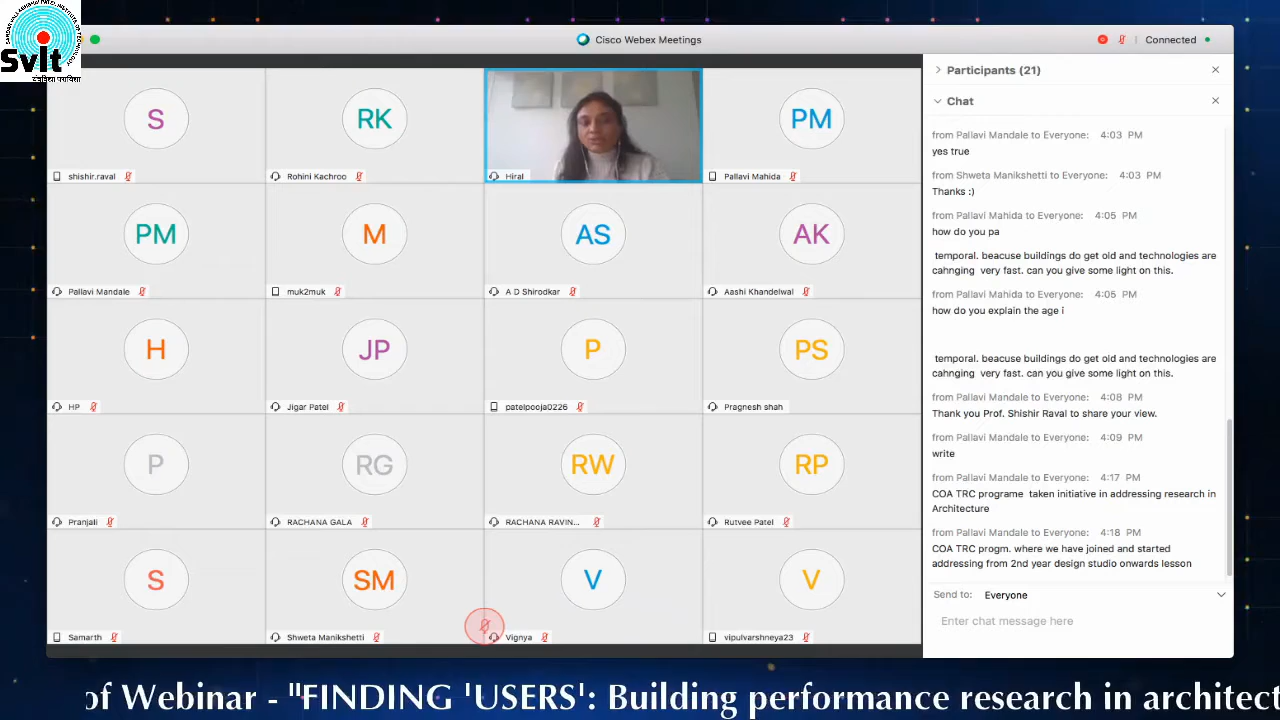 SARDAR VALLABHBHAI PATEL INSTITUTE OF TECHNOLOGY
SVIT
Cisco Webex Meetings
Connected
S
shishir.raval
RK
Rohini Kachroo
Hiral
PM
Pallavi Mahida
PM
Pallavi Mandale
M
muk2muk
AS
A D Shirodkar
AK
Aashi Khandelwal
H
HP
JP
Jigar Patel
P
patelpooja0226
PS
Pragnesh shah
P
Pranjali
RG
RACHANA GALA
RW
RACHANA RAVIN...
RP
Rutvee Patel
S
Samarth
SM
Shweta Manikshetti
V
Vignya
V
vipulvarshneya23
Participants (21)
Chat
from Pallavi Mandale to Everyone: 4:03 PM
yes true
from Shweta Manikshetti to Everyone: 4:03 PM
Thanks :)
from Pallavi Mahida to Everyone: 4:05 PM
how do you pa
temporal. beacuse buildings do get old and technologies are
cahnging very fast. can you give some light on this.
from Pallavi Mahida to Everyone: 4:05 PM
how do you explain the age i
temporal. beacuse buildings do get old and technologies are
cahnging very fast. can you give some light on this.
from Pallavi Mandale to Everyone: 4:08 PM
Thank you Prof. Shishir Raval to share your view.
from Pallavi Mandale to Everyone: 4:09 PM
write
from Pallavi Mandale to Everyone: 4:17 PM
COA TRC programe taken initiative in addressing research in
Architecture
from Pallavi Mandale to Everyone: 4:18 PM
COA TRC progm. where we have joined and started
addressing from 2nd year design studio onwards lesson
Send to: Everyone
Enter chat message here
of Webinar - "FINDING 'USERS': Building performance research in architect